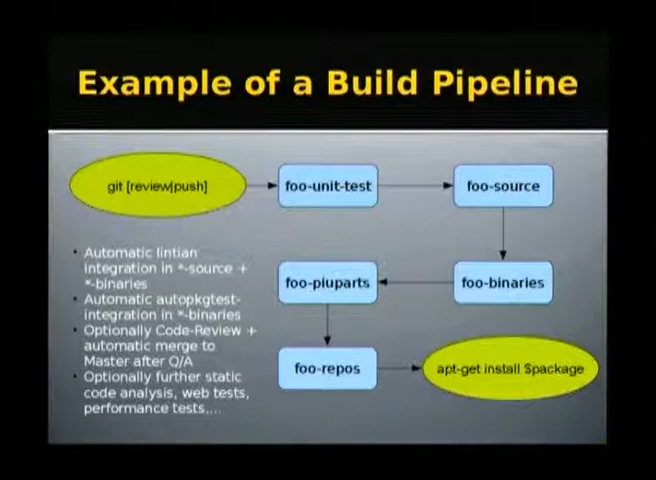 Example of a Build Pipeline
git [review|push]
foo-unit-test
foo-source
• Automatic lintian
integration in *-source +
*-binaries
• Automatic autopkgtest-
integration in *-binaries
• Optionally Code-Review +
automatic merge to
Master after Q/A
• Optionally further static
code analysis, web tests,
performance tests,...
foo-piuparts
foo-binaries
foo-repos
apt-get install $package